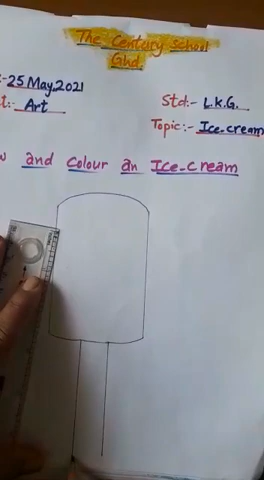 The Century School
Ghd.
25 May, 2021
Art
Std:- L.K.G.
Topic:- Ice-cream
and colour an Ice-cream